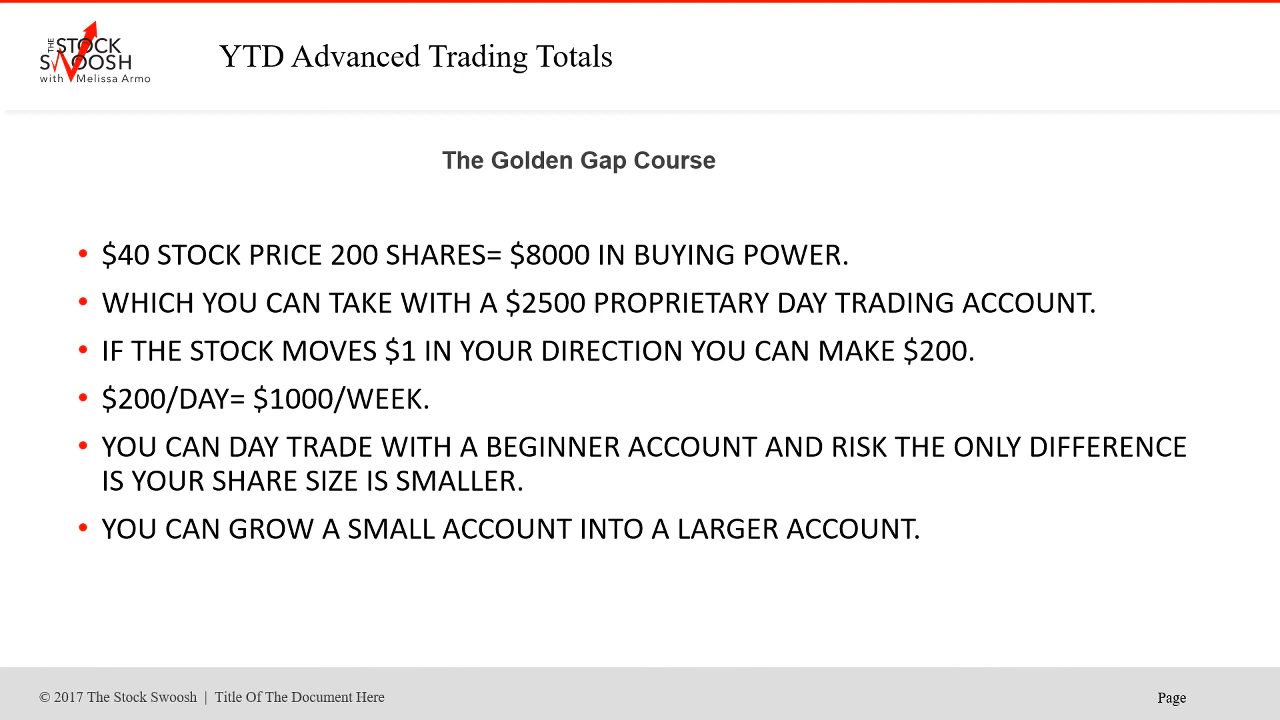 THE STOCK
SWOOSH
with Melissa Armo
YTD Advanced Trading Totals
The Golden Gap Course
• $40 STOCK PRICE 200 SHARES= $8000 IN BUYING POWER.
• WHICH YOU CAN TAKE WITH A $2500 PROPRIETARY DAY TRADING ACCOUNT.
• IF THE STOCK MOVES $1 IN YOUR DIRECTION YOU CAN MAKE $200.
• $200/DAY= $1000/WEEK.
• YOU CAN DAY TRADE WITH A BEGINNER ACCOUNT AND RISK THE ONLY DIFFERENCE
IS YOUR SHARE SIZE IS SMALLER.
• YOU CAN GROW A SMALL ACCOUNT INTO A LARGER ACCOUNT.
© 2017 The Stock Swoosh | Title Of The Document Here
Page